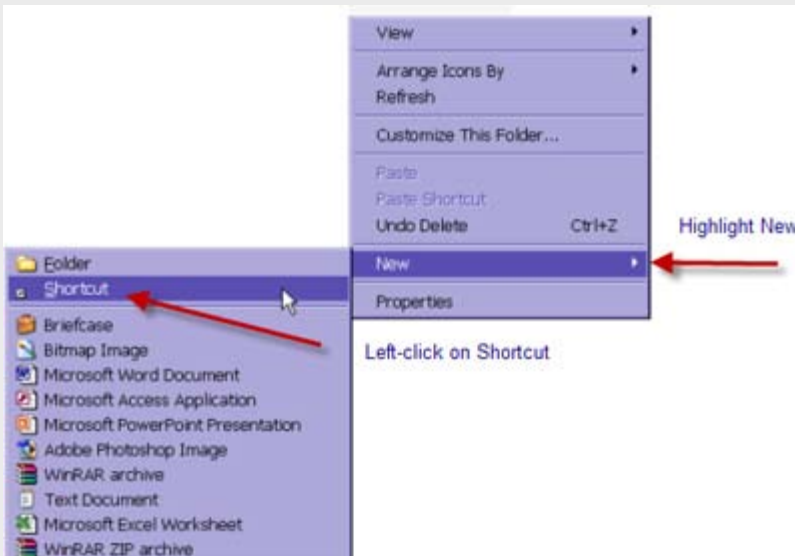 View
Arrange Icons By
Refresh
Customize This Folder...
Paste
Paste Shortcut
Undo Delete Ctrl+Z
New
Properties
Highlight New
Folder
Shortcut
Briefcase
Bitmap Image
Microsoft Word Document
Microsoft Access Application
Microsoft PowerPoint Presentation
Adobe Photoshop Image
WinRAR archive
Text Document
Microsoft Excel Worksheet
WinRAR ZIP archive
Left-click on Shortcut